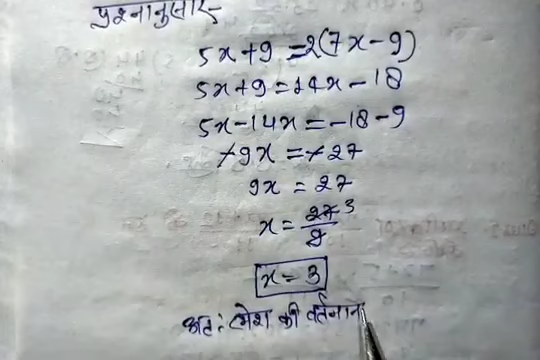 प्रश्नानुसार-
5x+9=2(7x-9)
5x+9=14x-18
5x-14x=-18-9
-9x=-27
9x=27
x=27/9 3
x=3
अतः की वर्तमान